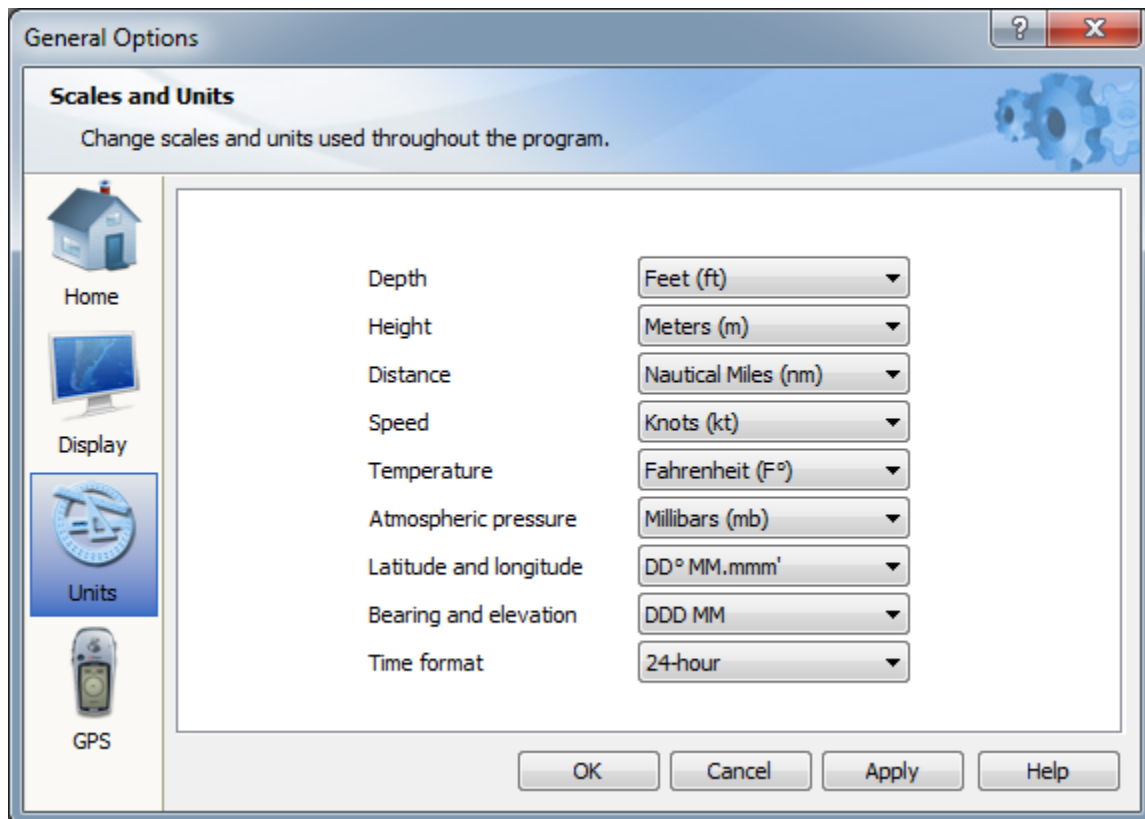 General Options
?
X
Scales and Units
Change scales and units used throughout the program.
Home
Display
Units
GPS
Depth Feet (ft)
Height Meters (m)
Distance Nautical Miles (nm)
Speed Knots (kt)
Temperature Fahrenheit (F°)
Atmospheric pressure Millibars (mb)
Latitude and longitude DD° MM.mmm'
Bearing and elevation DDD MM
Time format 24-hour
OK Cancel Apply Help